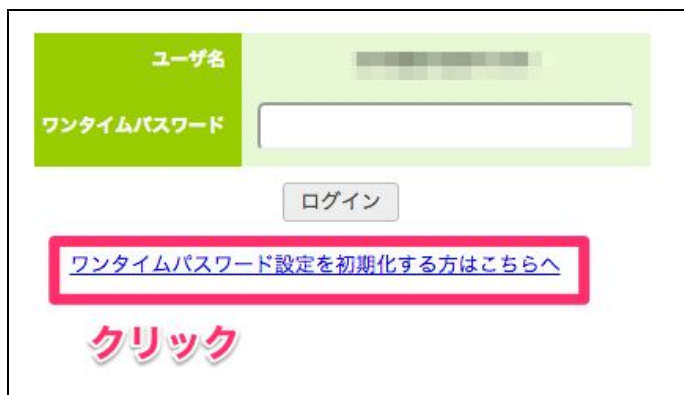 ユーザ名
ワンタイムパスワード
ログイン
ワンタイムパスワード設定を初期化する方はこちらへ
クリック